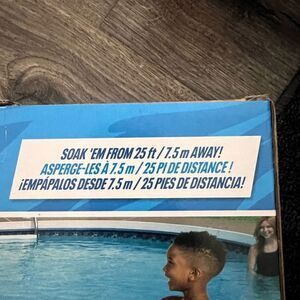 SOAK 'EM FROM 25 ft / 7.5 m AWAY!
ASPERGE-LES À 7.5 m / 25 PI DE DISTANCE !
¡EMPÁPALOS DESDE 7.5 m / 25 PIES DE DISTANCIA!